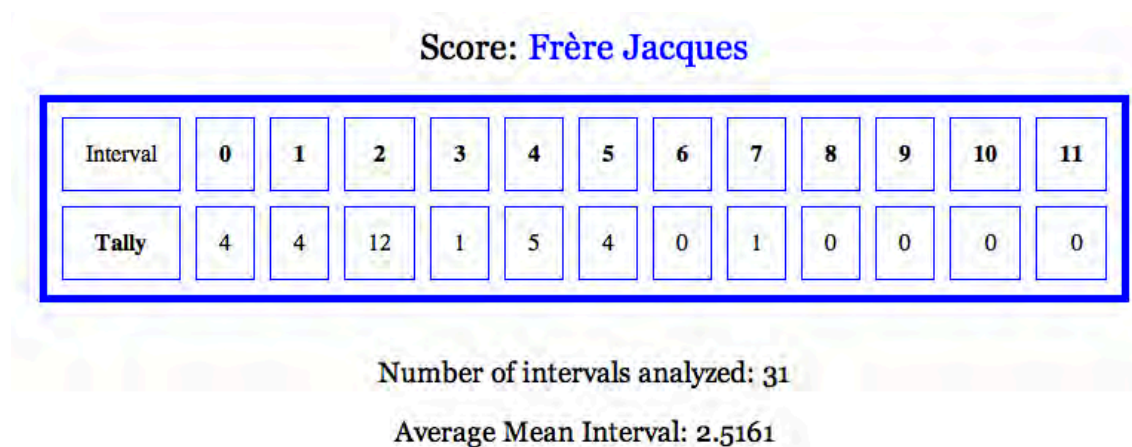 Score: Frère Jacques
Interval 0 1 2 3 4 5 6 7 8 9 10 11
Tally 4 4 12 1 5 4 0 1 0 0 0 0
Number of intervals analyzed: 31
Average Mean Interval: 2.5161